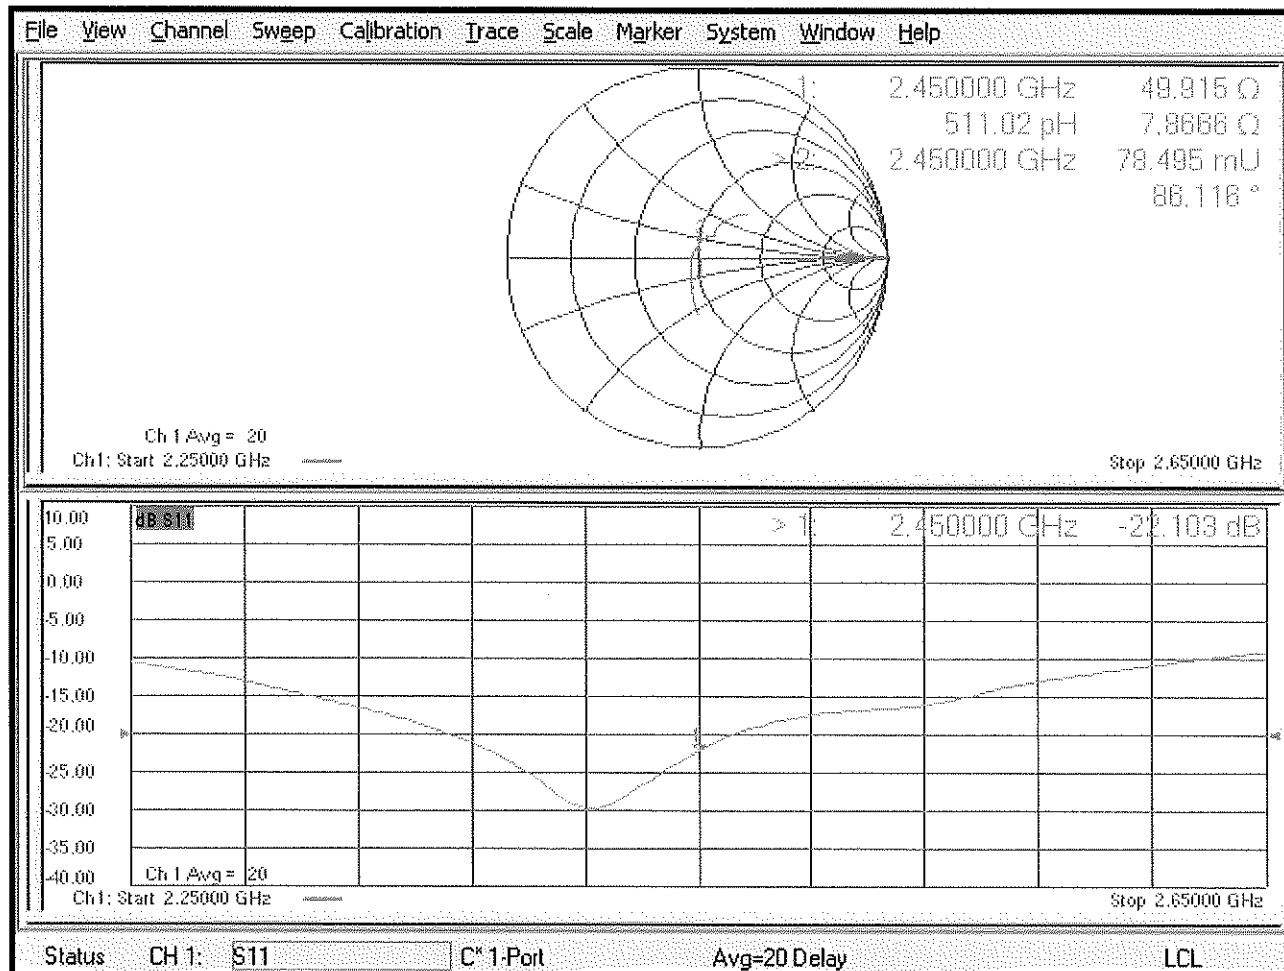 File View Channel Sweep Calibration Trace Scale Marker System Window Help
1: 2.450000 GHz 49.915 Ω
511.02 pH 7.8666 Ω
> 2: 2.450000 GHz 78.495 mU
86.116 °
Ch 1 Avg = 20
Ch1: Start 2.25000 GHz Stop 2.65000 GHz
10.00 dB S11 > 1: 2.450000 GHz -22.103 dB
5.00
0.00
-5.00
-10.00
-15.00
-20.00
-25.00
-30.00
-35.00
-40.00
1
Ch 1 Avg = 20
Ch1: Start 2.25000 GHz Stop 2.65000 GHz
Status CH 1: S11 C* 1-Port Avg=20 Delay LCL